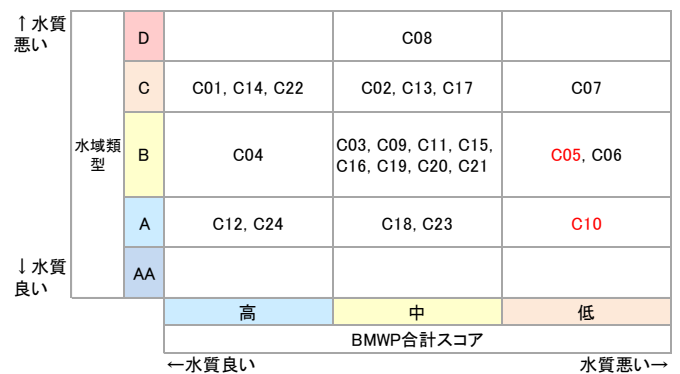 ↑水質
悪い
D
C08
C
C01, C14, C22
C02, C13, C17
C07
水域類
型
B
C04
C03, C09, C11, C15,
C16, C19, C20, C21
C05, C06
A
C12, C24
C18, C23
C10
↓水質
良い
AA
高
中
低
BMWP合計スコア
←水質良い
水質悪い→